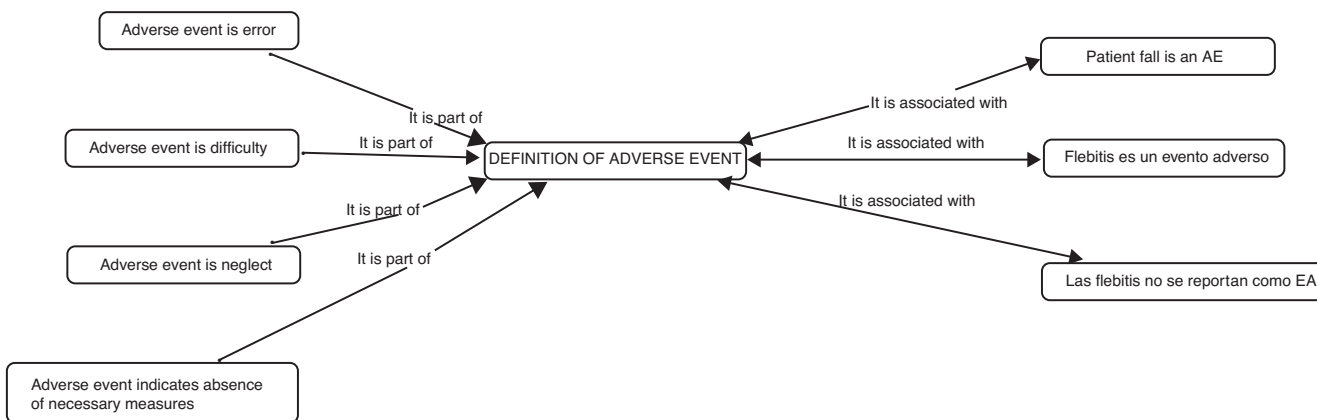 Adverse event is error
It is part of
Adverse event is difficulty
It is part of
Adverse event is neglect
It is part of
Adverse event indicates absence
of necessary measures
It is part of
DEFINITION OF ADVERSE EVENT
It is associated with
Patient fall is an AE
It is associated with
Flebitis es un evento adverso
It is associated with
Las flebitis no se reportan como EA